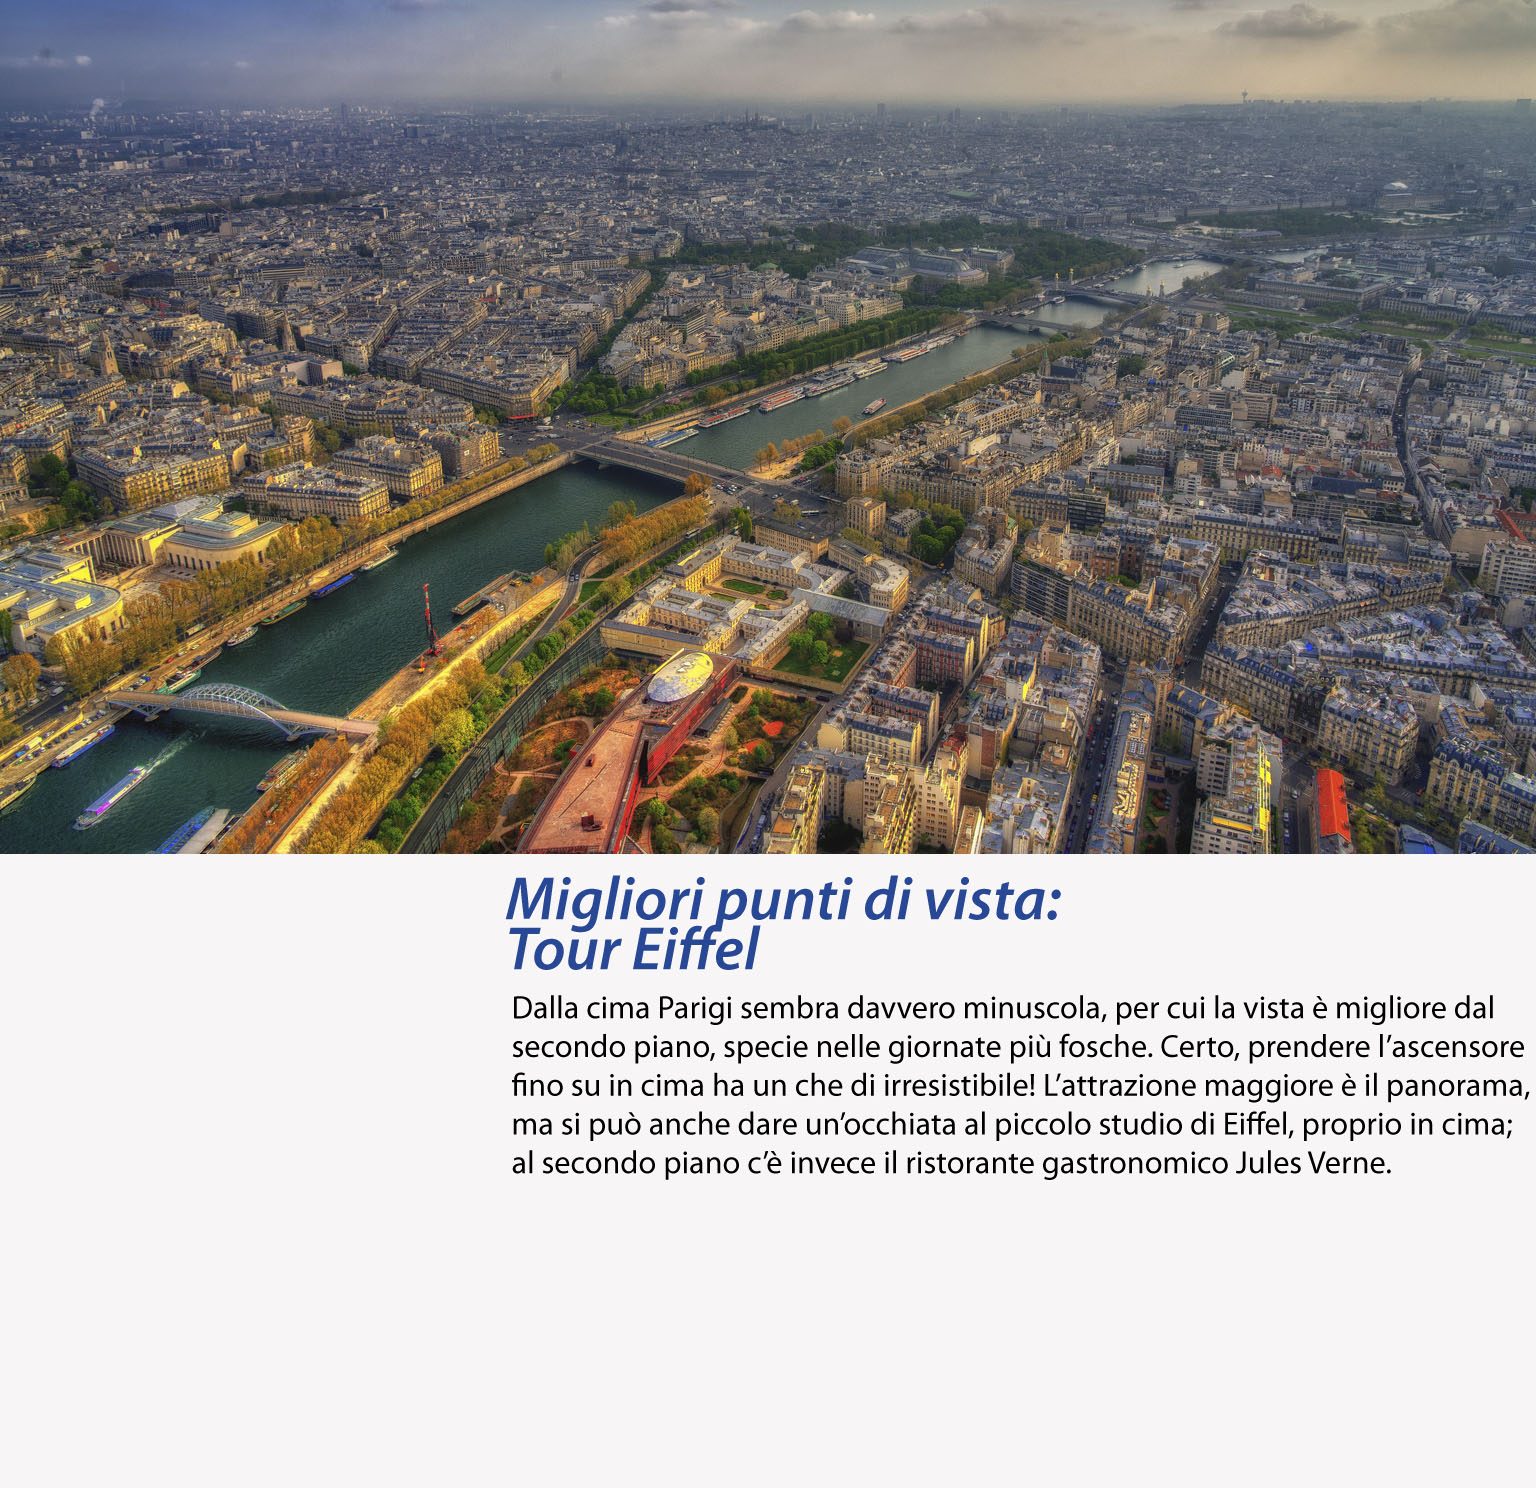 Migliori punti di vista:
Tour Eiffel
Dalla cima Parigi sembra davvero minuscola, per cui la vista è migliore dal
secondo piano, specie nelle giornate più fosche. Certo, prendere l’ascensore
fino su in cima ha un che di irresistibile! L’attrazione maggiore è il panorama,
ma si può anche dare un’occhiata al piccolo studio di Eiffel, proprio in cima;
al secondo piano c’è invece il ristorante gastronomico Jules Verne.